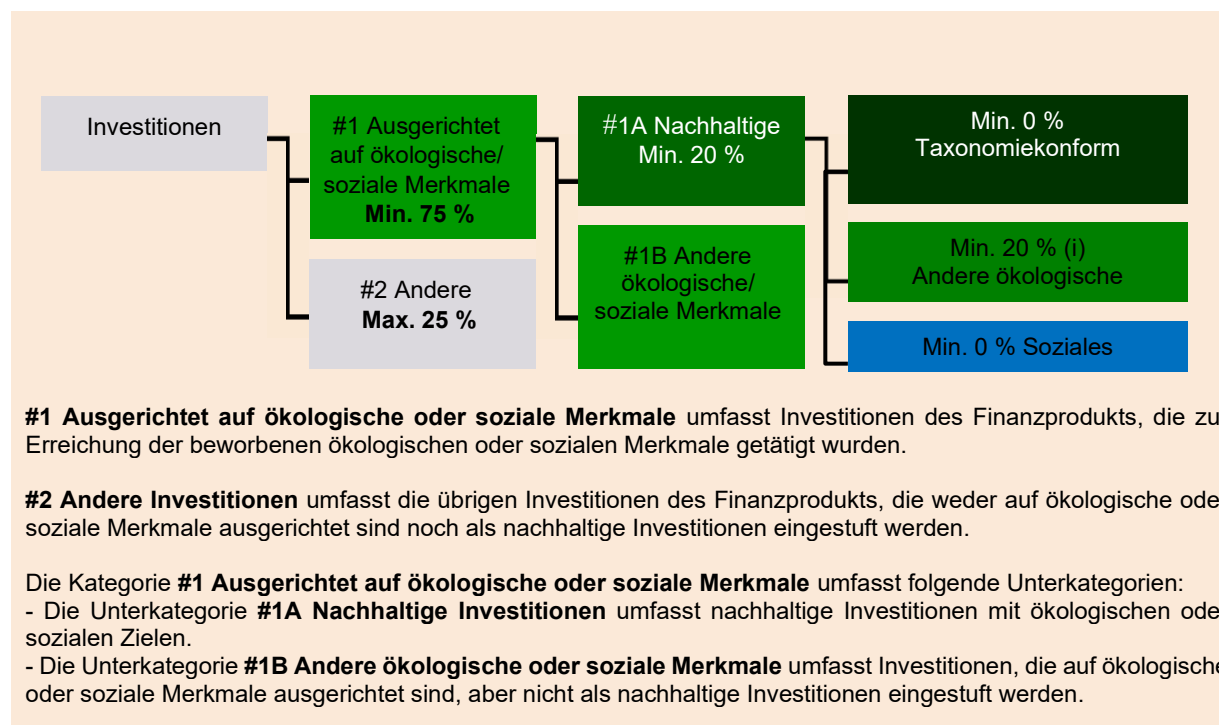 Investitionen
#1 Ausgerichtet
auf ökologische/
soziale Merkmale
Min. 75 %
#2 Andere
Max. 25 %
#1A Nachhaltige
Min. 20 %
#1B Andere
ökologische/
soziale Merkmale
Min. 0 %
Taxonomiekonform
Min. 20 % (i)
Andere ökologische
Min. 0 % Soziales
#1 Ausgerichtet auf ökologische oder soziale Merkmale umfasst Investitionen des Finanzprodukts, die zu
Erreichung der beworbenen ökologischen oder sozialen Merkmale getätigt wurden.
#2 Andere Investitionen umfasst die übrigen Investitionen des Finanzprodukts, die weder auf ökologische ode
soziale Merkmale ausgerichtet sind noch als nachhaltige Investitionen eingestuft werden.
Die Kategorie #1 Ausgerichtet auf ökologische oder soziale Merkmale umfasst folgende Unterkategorien:
- Die Unterkategorie #1A Nachhaltige Investitionen umfasst nachhaltige Investitionen mit ökologischen ode
sozialen Zielen.
- Die Unterkategorie #1B Andere ökologische oder soziale Merkmale umfasst Investitionen, die auf ökologische
oder soziale Merkmale ausgerichtet sind, aber nicht als nachhaltige Investitionen eingestuft werden.